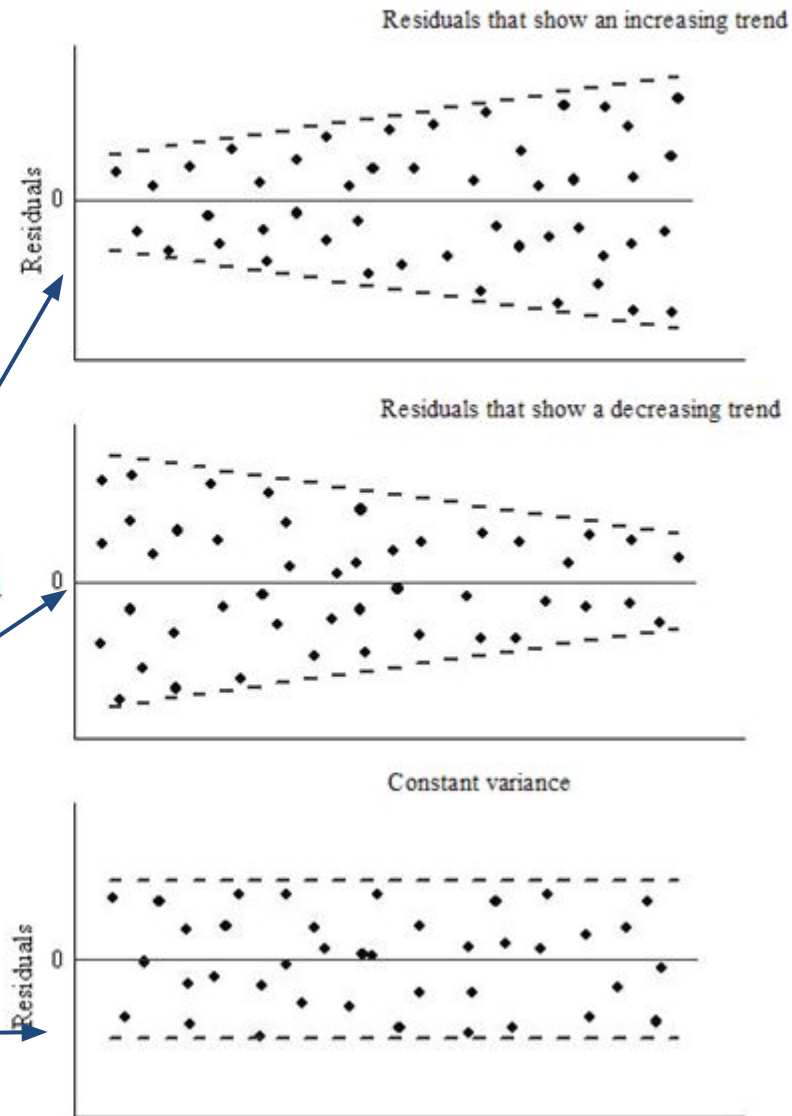 Residuals that show an increasing trend
Residuals
0
Residuals that show a decreasing trend
0
Constant variance
Residuals
0